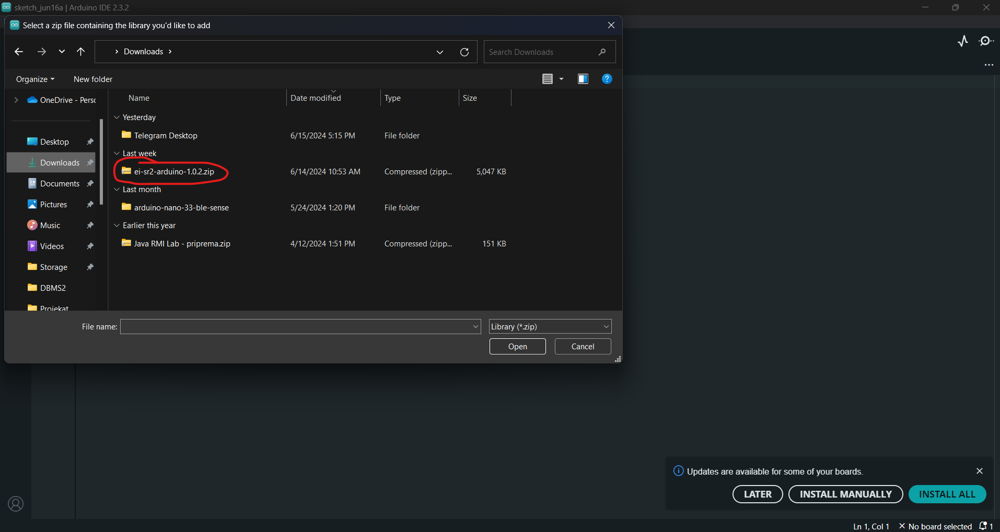 sketch_jun16a | Arduino IDE 2.3.2
Select a zip file containing the library you'd like to add
Downloads
Search Downloads
Organize
New folder
Name
Date modified
Type
Size
OneDrive - Perso
Desktop
Downloads
Documents
Pictures
Music
Videos
Storage
DBMS2
Projekat
Yesterday
Telegram Desktop 6/15/2024 5:15 PM File folder
Last week
ei-sr2-arduino-1.0.2.zip 6/14/2024 10:53 AM Compressed (zipp... 5,047 KB
Last month
arduino-nano-33-ble-sense 5/24/2024 1:20 PM File folder
Earlier this year
Java RMI Lab - priprema.zip 4/12/2024 1:51 PM Compressed (zipp... 151 KB
File name:
Library (*.zip)
Open
Cancel
Updates are available for some of your boards.
LATER
INSTALL MANUALLY
INSTALL ALL
Ln 1, Col 1
No board selected
1